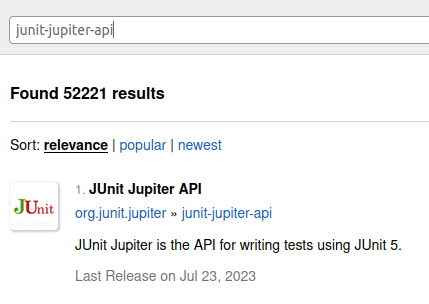 junit-jupiter-api
Found 52221 results
Sort: relevance | popular | newest
JUnit
1. JUnit Jupiter API
org.junit.jupiter » junit-jupiter-api
JUnit Jupiter is the API for writing tests using JUnit 5.
Last Release on Jul 23, 2023